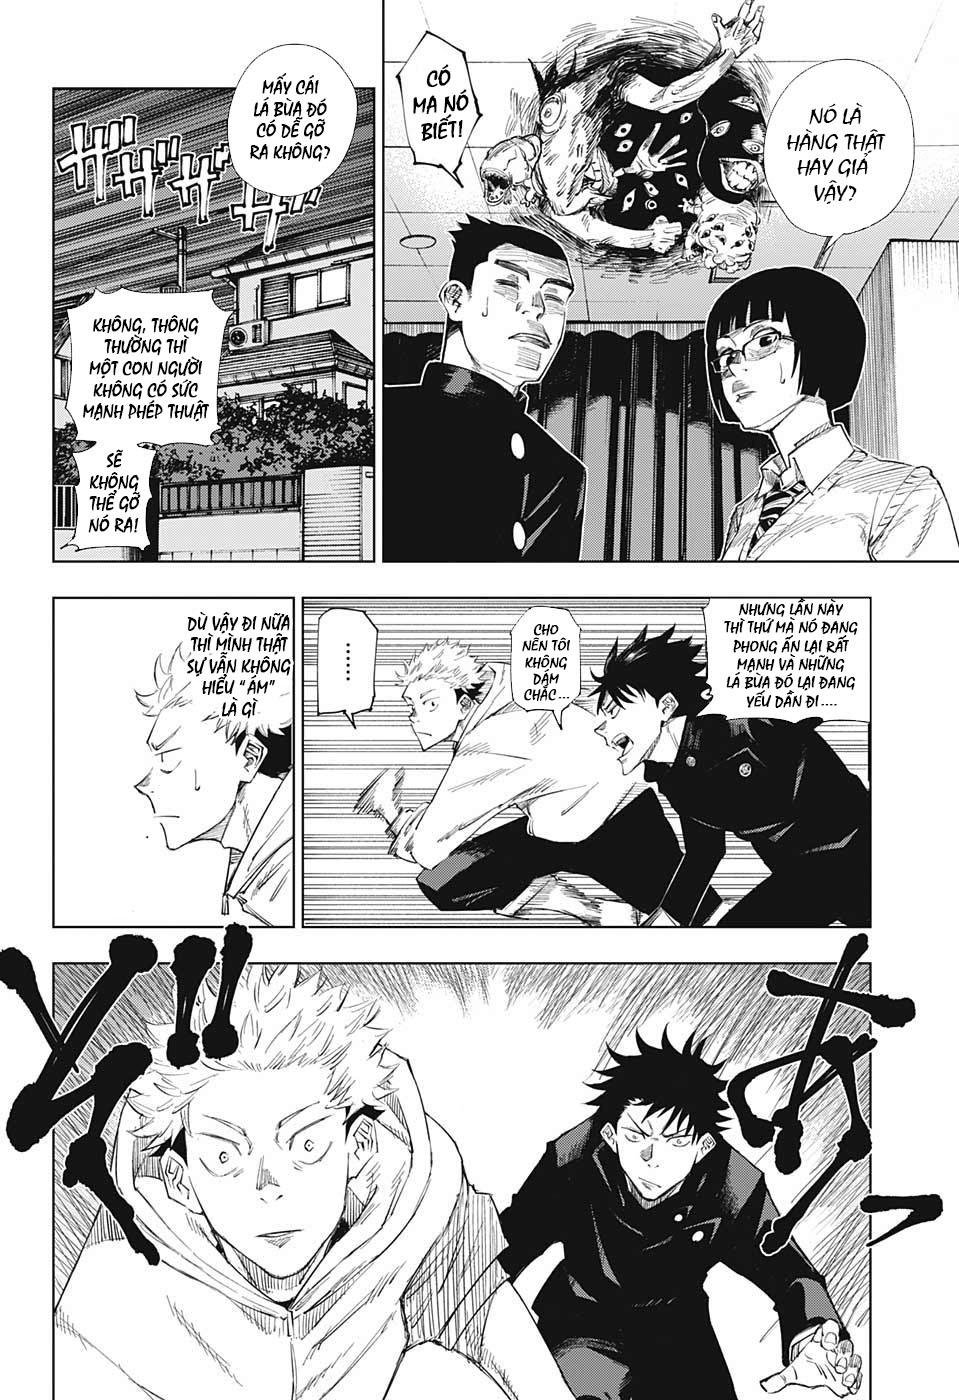 NÓ LÀ
HÀNG THẬT
HAY GIẢ
VẬY?
CÓ
MA NÓ
BIẾT!
MẤY CÁI
LÁ BÙA ĐÓ
CÓ DỄ GỠ
RA KHÔNG?
ザザザザ
KHÔNG, THÔNG
THƯỜNG THÌ
MỘT CON NGƯỜI
KHÔNG CÓ SỨC
MẠNH PHÉP THUẬT
SẼ
KHÔNG
THỂ GỠ
NÓ RA!
NHƯNG LẦN NÀY
THÌ THỨ MÀ NÓ ĐANG
PHONG ẤN LẠI RẤT
MẠNH VÀ NHỮNG
LÁ BÙA ĐÓ LẠI ĐANG
YẾU DẦN ĐI ....
CHO
NÊN TÔI
KHÔNG
DÁM
CHẮC ...
......
DÙ VẬY ĐI NỮA
THÌ MÌNH THẬT
SỰ VẪN KHÔNG
HIỂU “ÁM”
LÀ GÌ